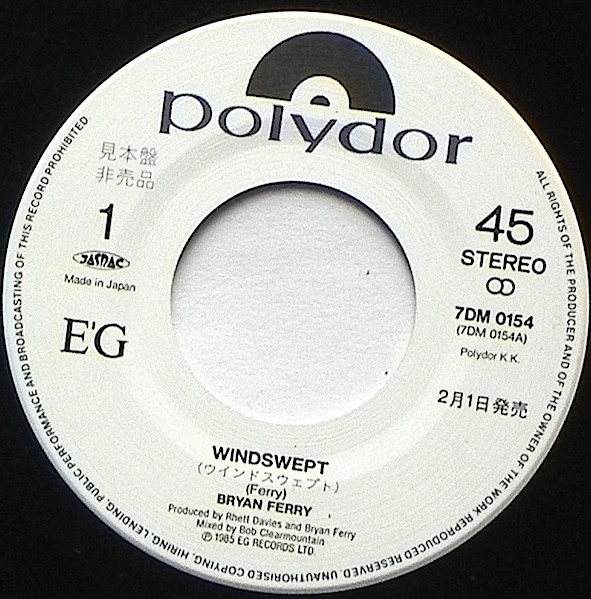 polydor
見本盤
非売品
1
JASRAC
Made in Japan
E'G
45
STEREO
7DM 0154
(7DM 0154A)
Polydor K.K.
2月1日発売
WINDSWEPT
(ウインドスウェプト)
(Ferry)
BRYAN FERRY
Produced by Rhett Davies and Bryan Ferry
Mixed by Bob Clearmountain
℗ 1985 EG RECORDS LTD.
ALL RIGHTS OF THE PRODUCER AND OF THE OWNER OF THE WORK REPRODUCED RESERVED. UNAUTHORISED COPYING, HIRING, LENDING, PUBLIC PERFORMANCE AND BROADCASTING OF THIS RECORD PROHIBITED